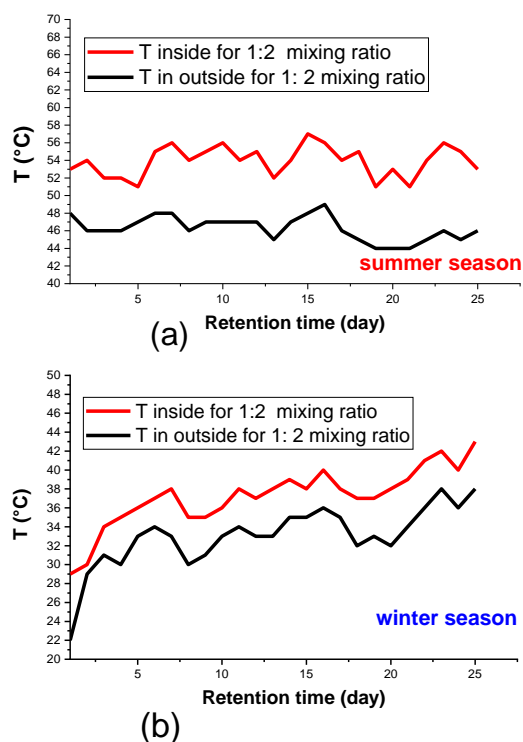 70
68
66
64
62
60
58
56
54
52
50
48
46
44
42
40
T (°C)
T inside for 1:2 mixing ratio
T in outside for 1: 2 mixing ratio
summer season
5 10 15 20 25
Retention time (day)
(a)
50
48
46
44
42
40
38
36
34
32
30
28
26
24
22
20
T (°C)
T inside for 1:2 mixing ratio
T in outside for 1: 2 mixing ratio
winter season
5 10 15 20 25
Retention time (day)
(b)